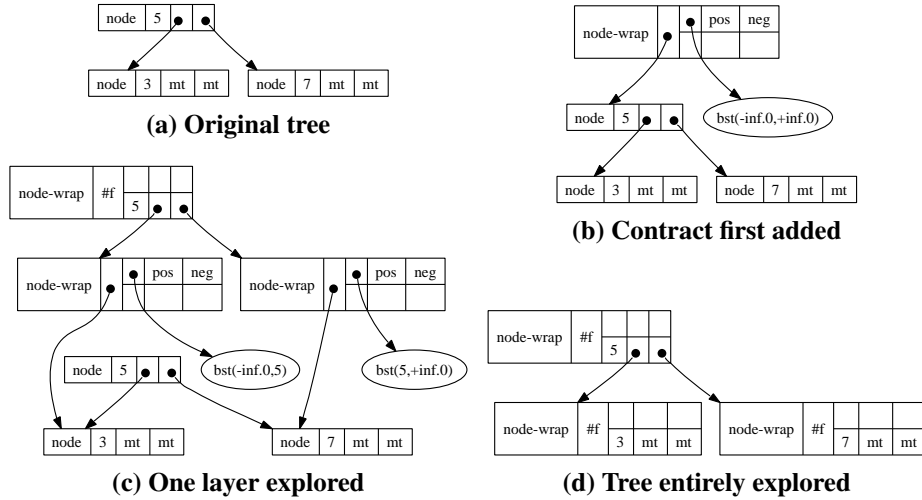 node 5
node 3 mt mt
node 7 mt mt
(a) Original tree
pos neg
node-wrap
node 5
bst(-inf.0,+inf.0)
node 3 mt mt
node 7 mt mt
(b) Contract first added
node-wrap #f
5
node-wrap pos neg
node-wrap pos neg
node 5
bst(-inf.0,5)
bst(5,+inf.0)
node 3 mt mt
node 7 mt mt
(c) One layer explored
node-wrap #f
5
node-wrap #f
3 mt mt
node-wrap #f
7 mt mt
(d) Tree entirely explored